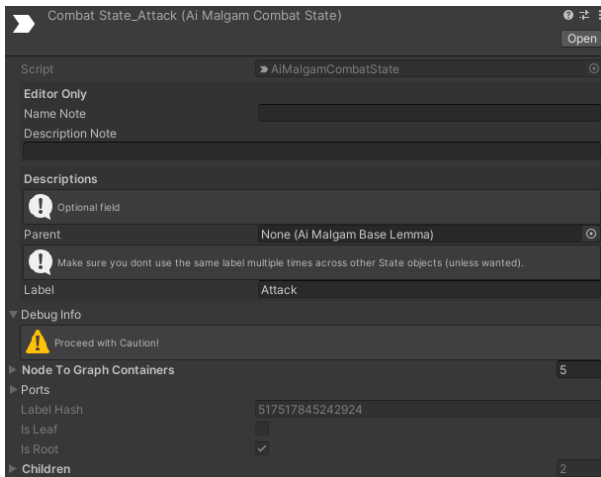 Combat State_Attack (Ai Malgam Combat State)
Open
Script AiMalgamCombatState
Editor Only
Name Note
Description Note
Descriptions
Optional field
Parent None (Ai Malgam Base Lemma)
Make sure you dont use the same label multiple times across other State objects (unless wanted).
Label Attack
Debug Info
Proceed with Caution!
Node To Graph Containers 5
Ports
Label Hash 517517845242924
Is Leaf
Is Root
Children 2